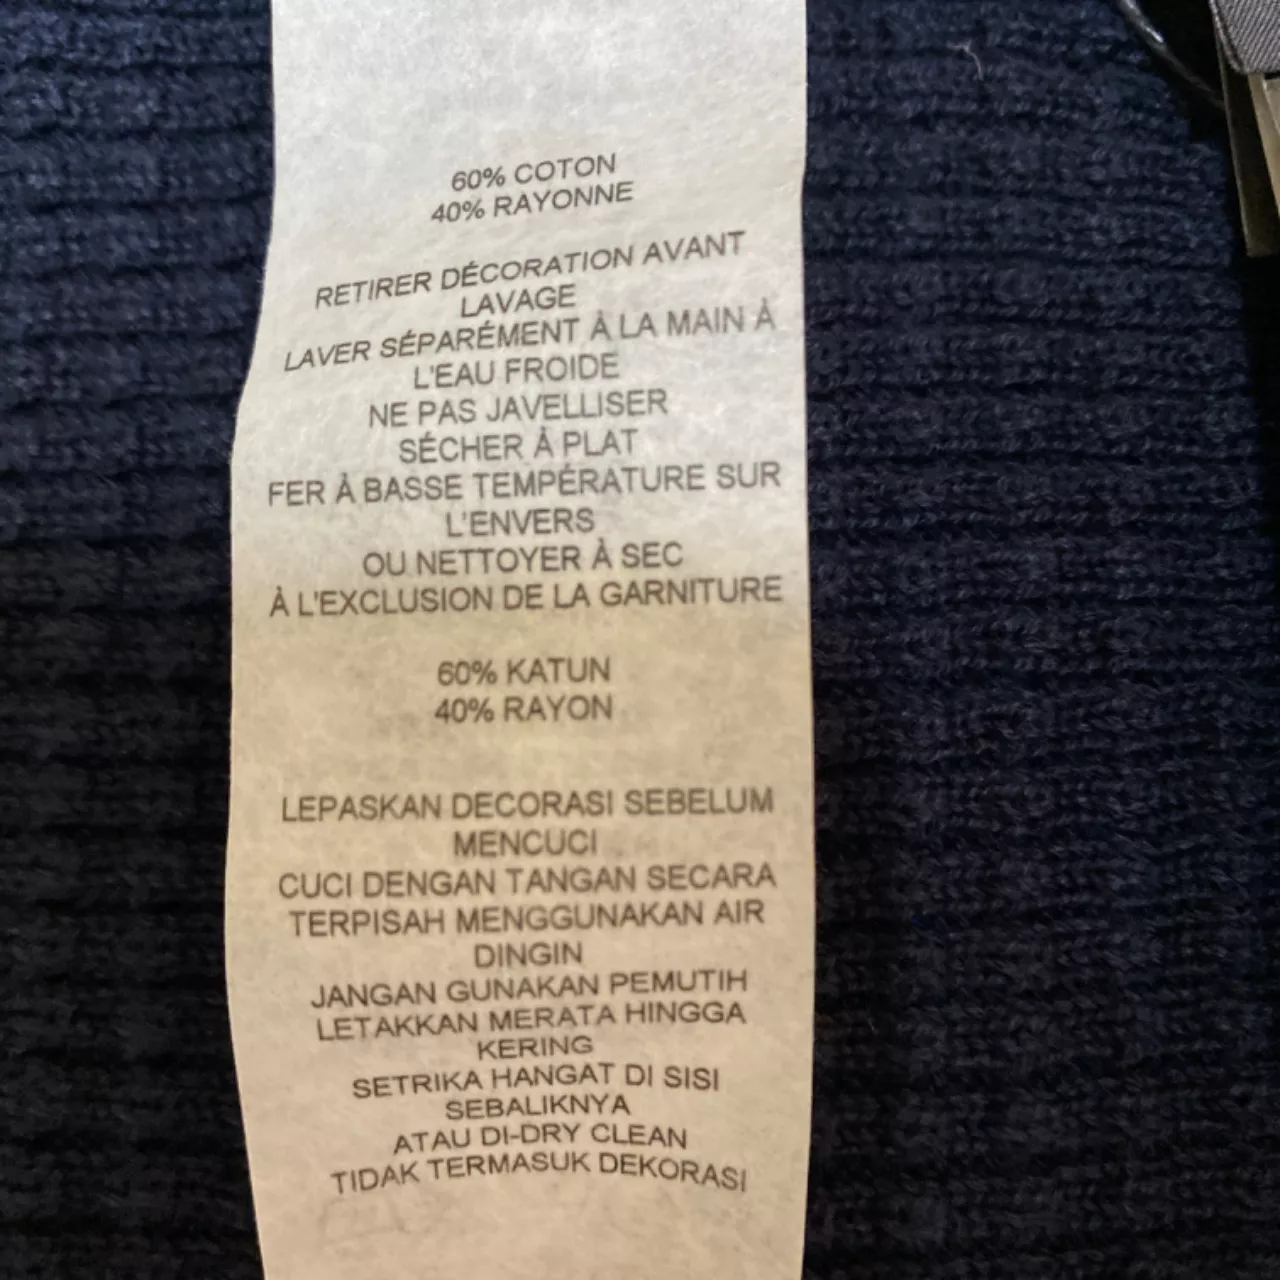 60% COTON
40% RAYONNE
RETIRER DÉCORATION AVANT
LAVAGE
LAVER SÉPARÉMENT À LA MAIN À
L'EAU FROIDE
NE PAS JAVELLISER
SÉCHER À PLAT
FER À BASSE TEMPÉRATURE SUR
L'ENVERS
OU NETTOYER À SEC
À L'EXCLUSION DE LA GARNITURE
60% KATUN
40% RAYON
LEPASKAN DECORASI SEBELUM
MENCUCI
CUCI DENGAN TANGAN SECARA
TERPISAH MENGGUNAKAN AIR
DINGIN
JANGAN GUNAKAN PEMUTIH
LETAKKAN MERATA HINGGA
KERING
SETRIKA HANGAT DI SISI
SEBALIKNYA
ATAU DI-DRY CLEAN
TIDAK TERMASUK DEKORASI